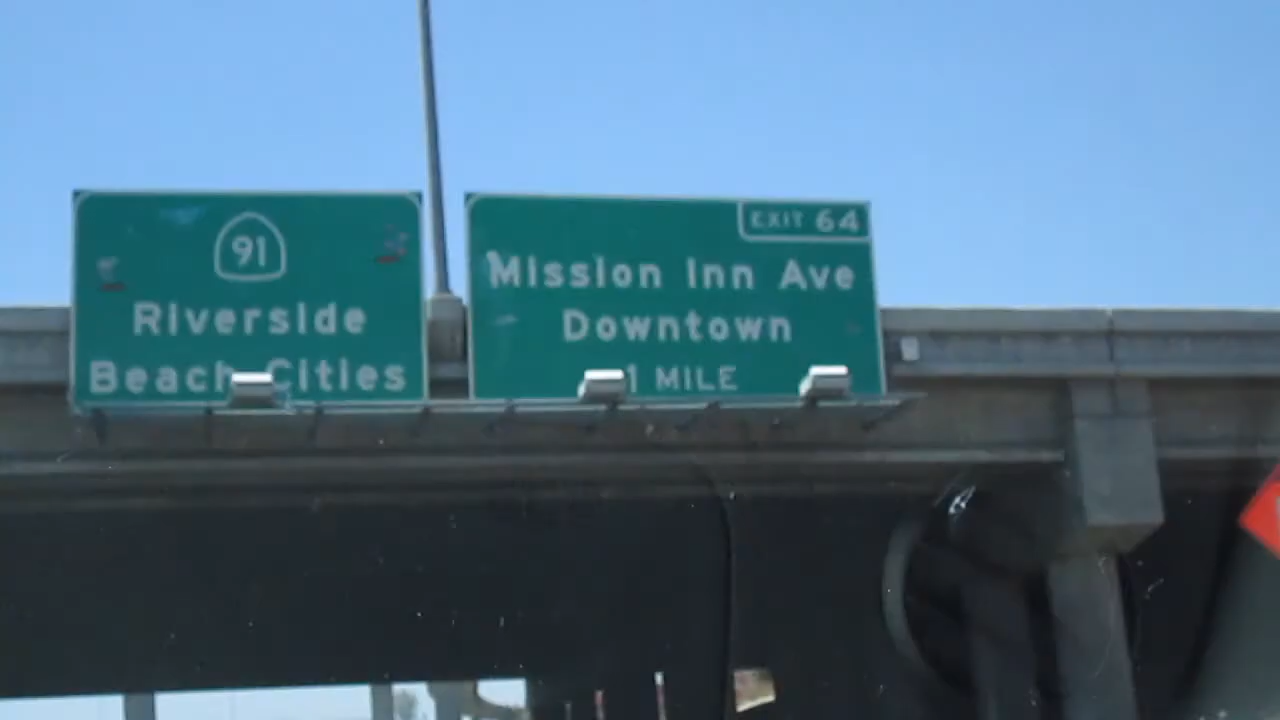 91
Riverside
Beach Cities
EXIT 64
Mission Inn Ave
Downtown
1 MILE